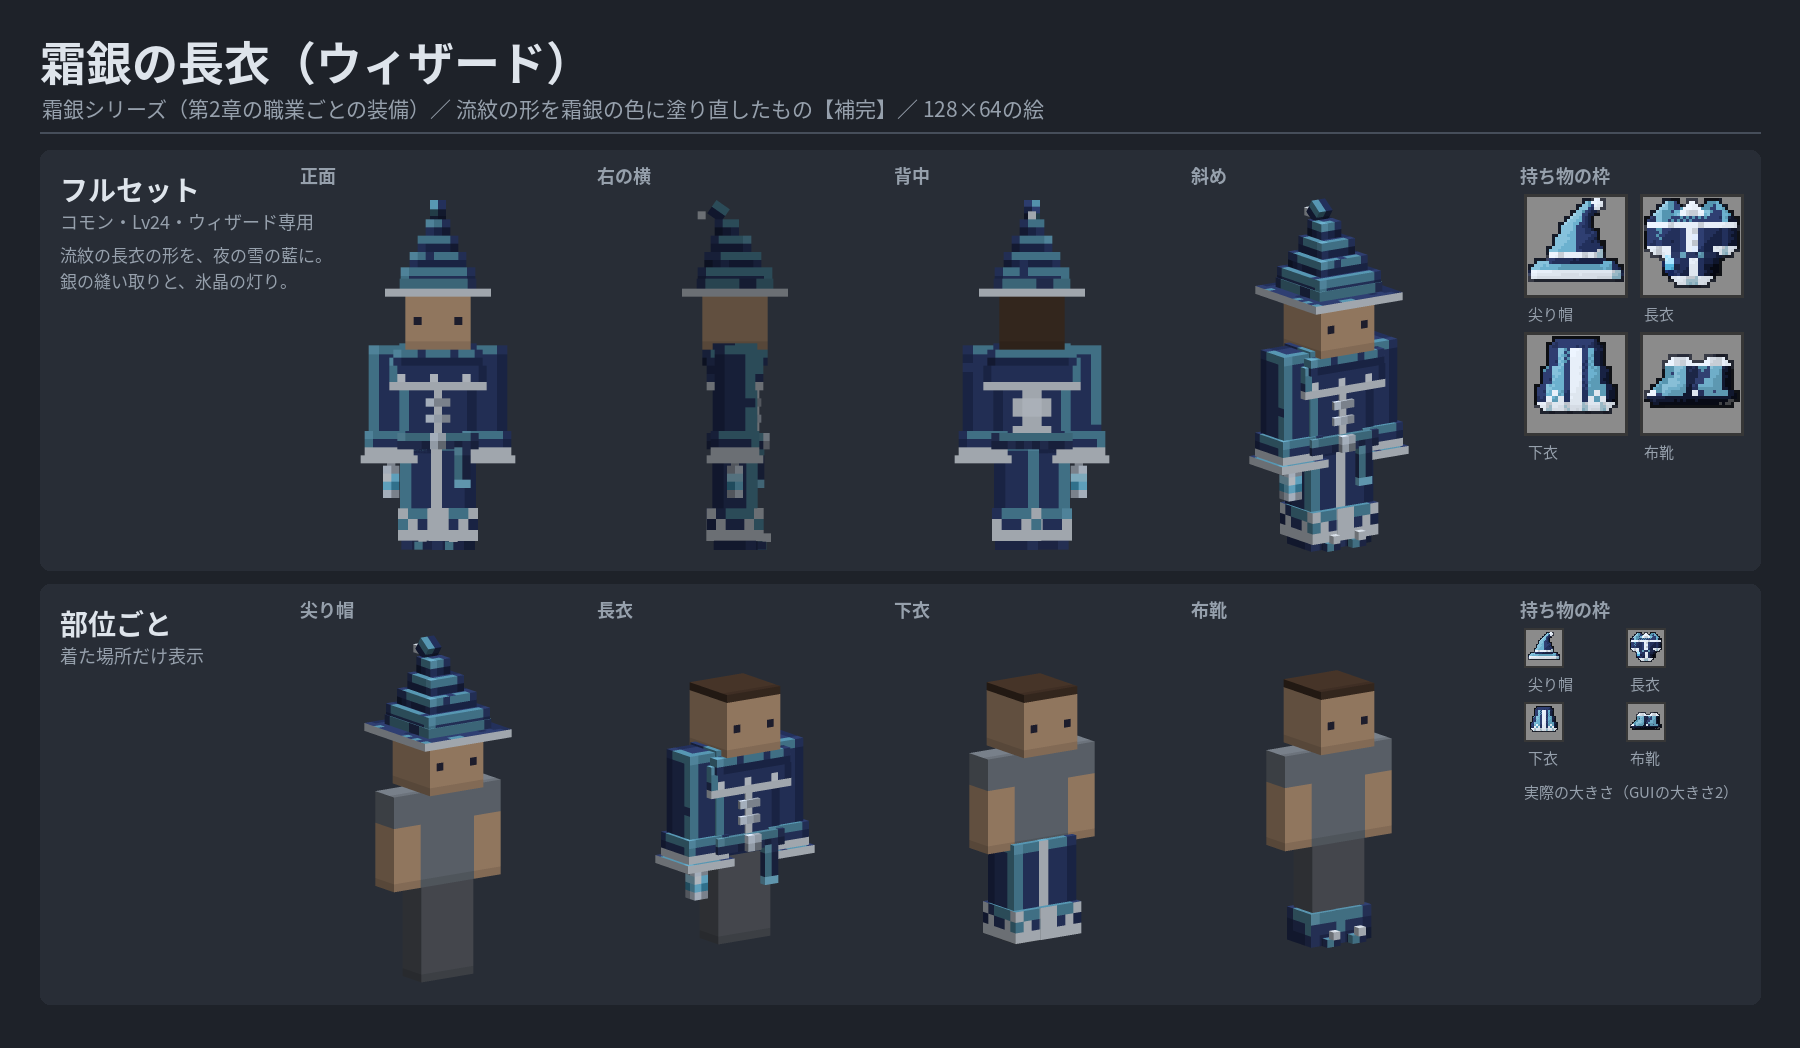 霜銀の長衣（ウィザード）
霜銀シリーズ（第2章の職業ごとの装備）／ 流紋の形を霜銀の色に塗り直したもの【補完】／ 128×64の絵
フルセット
コモン・Lv24・ウィザード専用
流紋の長衣の形を、夜の雪の藍に。
銀の縫い取りと、氷晶の灯り。
正面
右の横
背中
斜め
持ち物の枠
尖り帽
長衣
下衣
布靴
部位ごと
着た場所だけ表示
尖り帽
長衣
下衣
布靴
持ち物の枠
尖り帽
長衣
下衣
布靴
実際の大きさ（GUIの大きさ2）